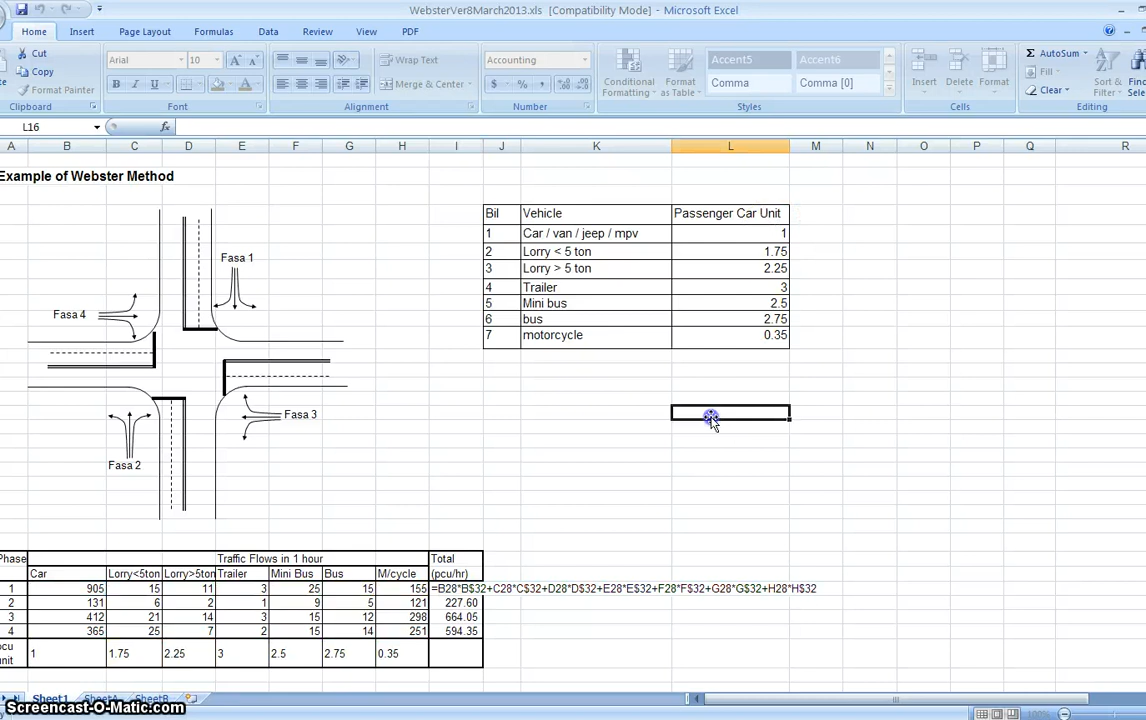 WebsterVer8March2013.xls [Compatibility Mode] - Microsoft Excel
Home Insert Page Layout Formulas Data Review View PDF
Cut
Copy
Format Painter
Clipboard
Arial 10
B I U
Font
Wrap Text
Merge & Center
Alignment
Accounting
$ % ,
Number
Conditional Formatting
Format as Table
Accent5 Accent6
Comma Comma [0]
Styles
Insert Delete Format
Cells
Σ AutoSum
Fill
Clear
Sort & Filter
Editing
L16 fx
A B C D E F G H I J K L M N O P Q R
Example of Webster Method
Fasa 1
Fasa 4
Fasa 3
Fasa 2
Bil Vehicle Passenger Car Unit
1 Car / van / jeep / mpv 1
2 Lorry < 5 ton 1.75
3 Lorry > 5 ton 2.25
4 Trailer 3
5 Mini bus 2.5
6 bus 2.75
7 motorcycle 0.35
Phase Traffic Flows in 1 hour Total
Car Lorry<5ton Lorry>5ton Trailer Mini Bus Bus M/cycle (pcu/hr)
1 905 15 11 3 25 15 155 =B28*B$32+C28*C$32+D28*D$32+E28*E$32+F28*F$32+G28*G$32+H28*H$32
2 131 6 2 1 9 5 121 227.60
3 412 21 14 3 15 12 298 664.05
4 365 25 7 2 15 14 251 594.35
unit 1 1.75 2.25 3 2.5 2.75 0.35
Sheet1 SheetA SheetB
Screencast-O-Matic.com
100%